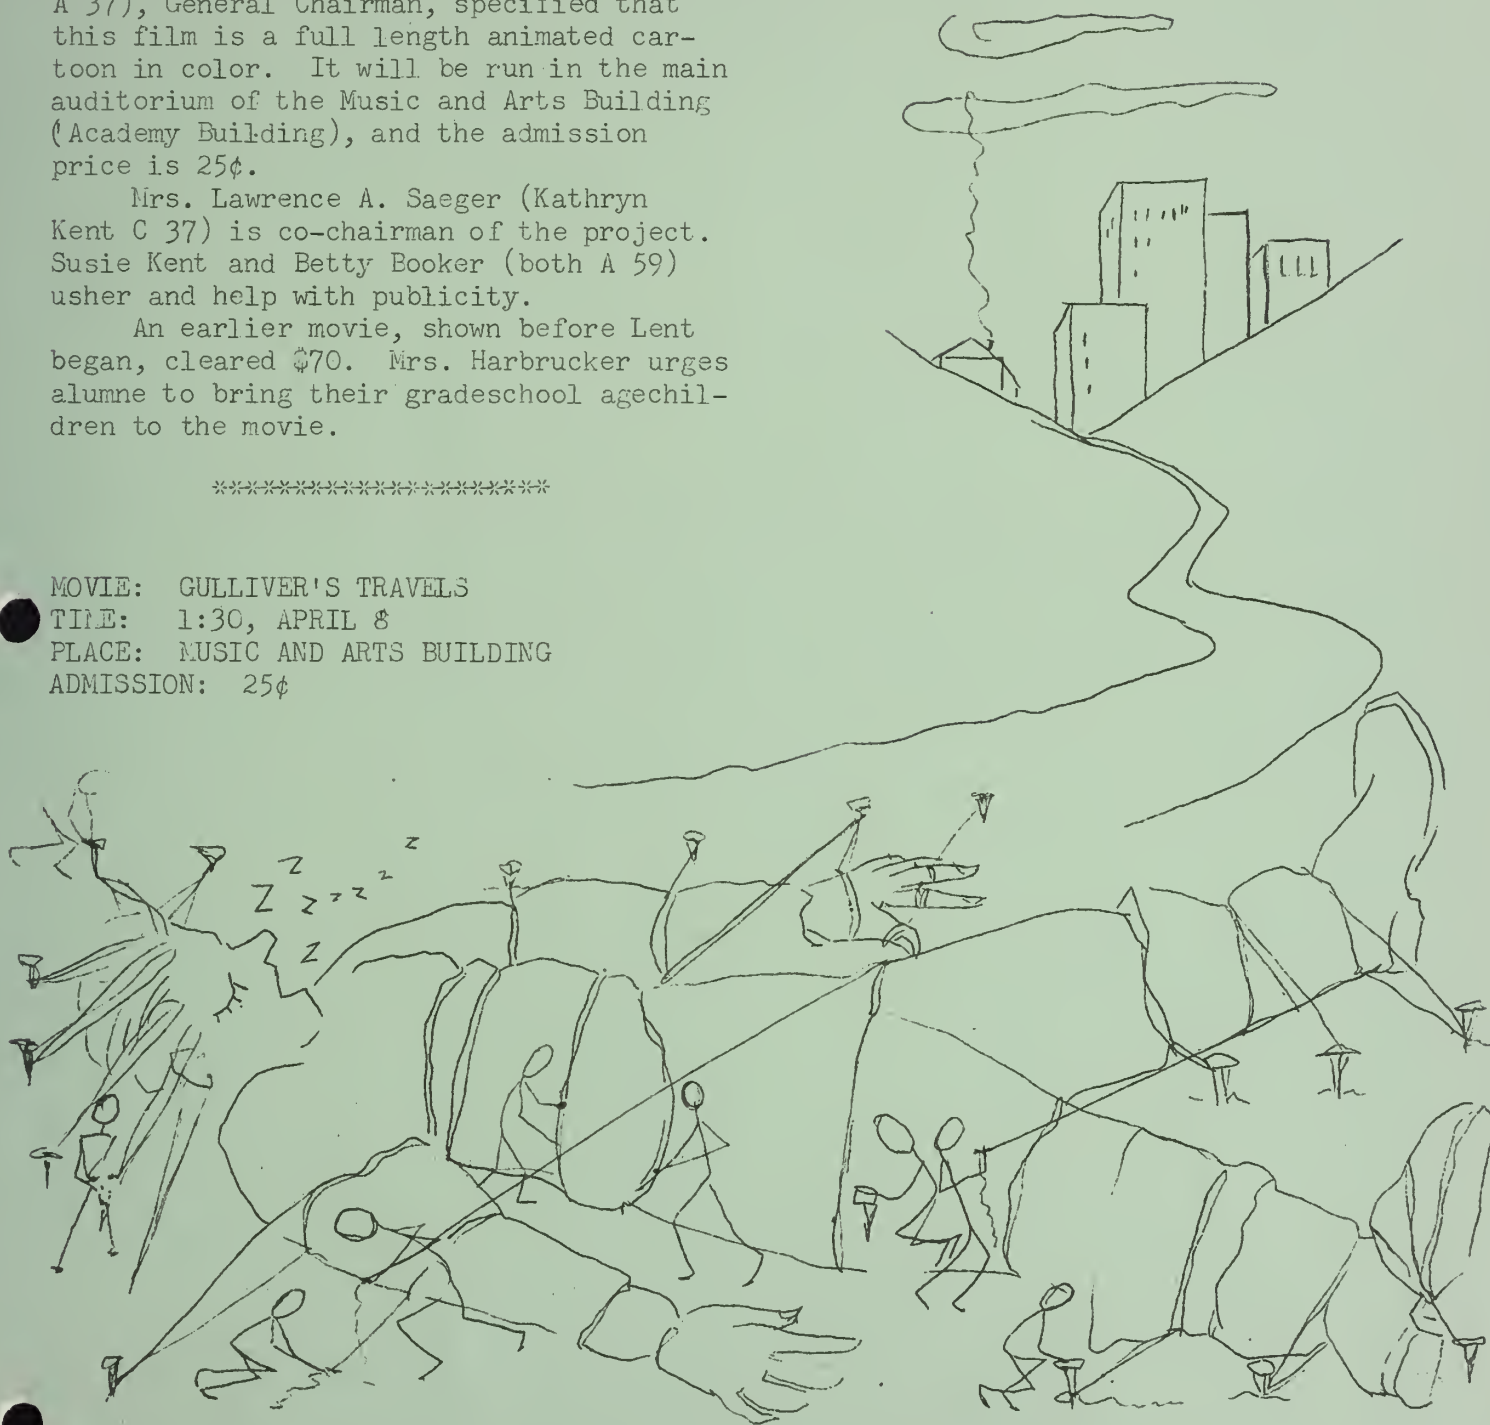 A 37), General Chairman, specified that
this film is a full length animated car-
toon in color. It will be run in the main
auditorium of the Music and Arts Building
(Academy Building), and the admission
price is 25¢.
Mrs. Lawrence A. Saeger (Kathryn
Kent C 37) is co-chairman of the project.
Susie Kent and Betty Booker (both A 59)
usher and help with publicity.
An earlier movie, shown before Lent
began, cleared $70. Mrs. Harbrucker urges
alumne to bring their gradeschool agechil-
dren to the movie.
**************************
MOVIE: GULLIVER'S TRAVELS
TIME: 1:30, APRIL 8
PLACE: MUSIC AND ARTS BUILDING
ADMISSION: 25¢
Z Z Z Z Z Z Z Z